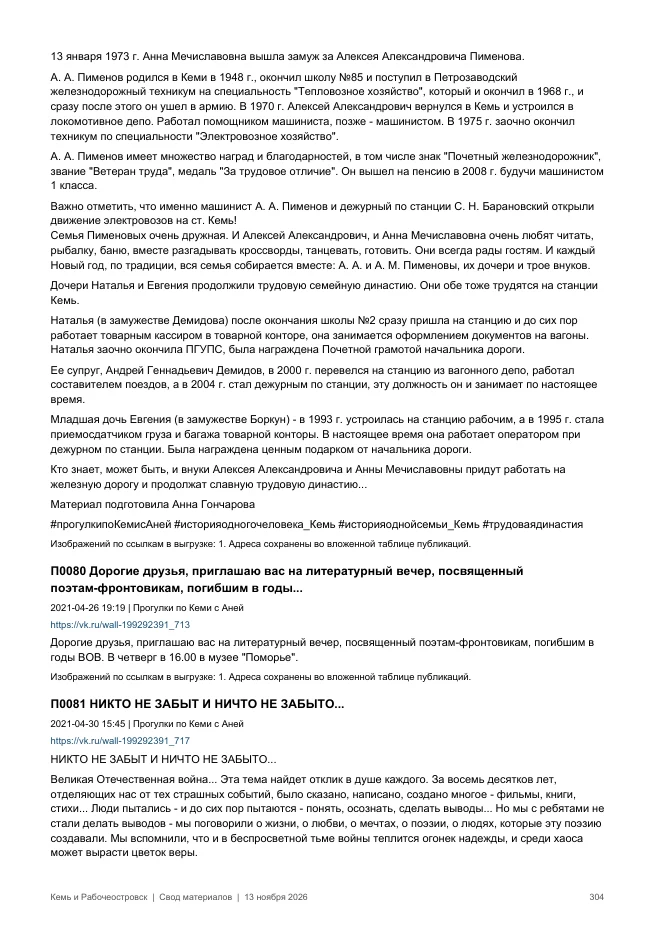 13 января 1973 г. Анна Мечиславовна вышла замуж за Алексея Александровича Пименова.
А. А. Пименов родился в Кеми в 1948 г., окончил школу №85 и поступил в Петрозаводский
железнодорожный техникум на специальность "Тепловозное хозяйство", который и окончил в 1968 г., и
сразу после этого он ушел в армию. В 1970 г. Алексей Александрович вернулся в Кемь и устроился в
локомотивное депо. Работал помощником машиниста, позже - машинистом. В 1975 г. заочно окончил
техникум по специальности "Электровозное хозяйство".
А. А. Пименов имеет множество наград и благодарностей, в том числе знак "Почетный железнодорожник",
звание "Ветеран труда", медаль "За трудовое отличие". Он вышел на пенсию в 2008 г. будучи машинистом
1 класса.
Важно отметить, что именно машинист А. А. Пименов и дежурный по станции С. Н. Барановский открыли
движение электровозов на ст. Кемь!
Семья Пименовых очень дружная. И Алексей Александрович, и Анна Мечиславовна очень любят читать,
рыбалку, баню, вместе разгадывать кроссворды, танцевать, готовить. Они всегда рады гостям. И каждый
Новый год, по традиции, вся семья собирается вместе: А. А. и А. М. Пименовы, их дочери и трое внуков.
Дочери Наталья и Евгения продолжили трудовую семейную династию. Они обе тоже трудятся на станции
Кемь.
Наталья (в замужестве Демидова) после окончания школы №2 сразу пришла на станцию и до сих пор
работает товарным кассиром в товарной конторе, она занимается оформлением документов на вагоны.
Наталья заочно окончила ПГУПС, была награждена Почетной грамотой начальника дороги.
Ее супруг, Андрей Геннадьевич Демидов, в 2000 г. перевелся на станцию из вагонного депо, работал
составителем поездов, а в 2004 г. стал дежурным по станции, эту должность он и занимает по настоящее
время.
Младшая дочь Евгения (в замужестве Боркун) - в 1993 г. устроилась на станцию рабочим, а в 1995 г. стала
приемосдатчиком груза и багажа товарной конторы. В настоящее время она работает оператором при
дежурном по станции. Была награждена ценным подарком от начальника дороги.
Кто знает, может быть, и внуки Алексея Александровича и Анны Мечиславовны придут работать на
железную дорогу и продолжат славную трудовую династию...
Материал подготовила Анна Гончарова
#прогулкипоКемисАней #историяодногочеловека_Кемь #историяоднойсемьи_Кемь #трудоваядинастия
Изображений по ссылкам в выгрузке: 1. Адреса сохранены во вложенной таблице публикаций.
П0080 Дорогие друзья, приглашаю вас на литературный вечер, посвященный
поэтам-фронтовикам, погибшим в годы...
2021-04-26 19:19 | Прогулки по Кеми с Аней
https://vk.ru/wall-199292391_713
Дорогие друзья, приглашаю вас на литературный вечер, посвященный поэтам-фронтовикам, погибшим в
годы ВОВ. В четверг в 16.00 в музее "Поморье".
Изображений по ссылкам в выгрузке: 1. Адреса сохранены во вложенной таблице публикаций.
П0081 НИКТО НЕ ЗАБЫТ И НИЧТО НЕ ЗАБЫТО...
2021-04-30 15:45 | Прогулки по Кеми с Аней
https://vk.ru/wall-199292391_717
НИКТО НЕ ЗАБЫТ И НИЧТО НЕ ЗАБЫТО...
Великая Отечественная война... Эта тема найдет отклик в душе каждого. За восемь десятков лет,
отделяющих нас от тех страшных событий, было сказано, написано, создано многое - фильмы, книги,
стихи... Люди пытались - и до сих пор пытаются - понять, осознать, сделать выводы... Но мы с ребятами не
стали делать выводов - мы поговорили о жизни, о любви, о мечтах, о поэзии, о людях, которые эту поэзию
создавали. Мы вспомнили, что и в беспросветной тьме войны теплится огонек надежды, и среди хаоса
может вырасти цветок веры.
Кемь и Рабочеостровск | Свод материалов | 13 ноября 2026
304